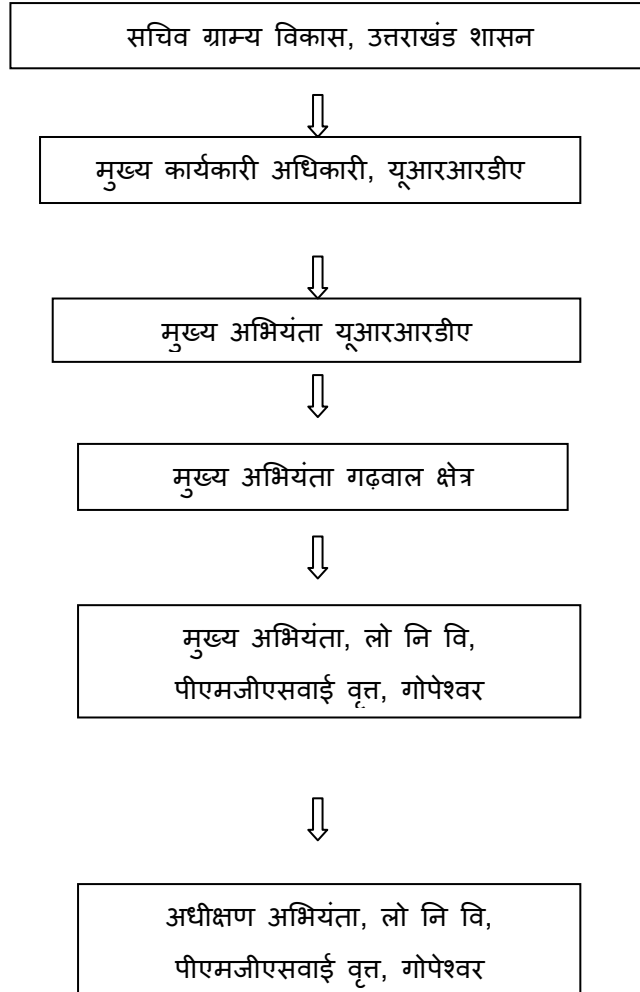 सचिव ग्राम्य विकास, उत्तराखंड शासन
मुख्य कार्यकारी अधिकारी, यूआरआरडीए
मुख्य अभियंता यूआरआरडीए
मुख्य अभियंता गढ़वाल क्षेत्र
मुख्य अभियंता, लो नि वि,
पीएमजीएसवाई वृत्त, गोपेश्वर
अधीक्षण अभियंता, लो नि वि,
पीएमजीएसवाई वृत्त, गोपेश्वर